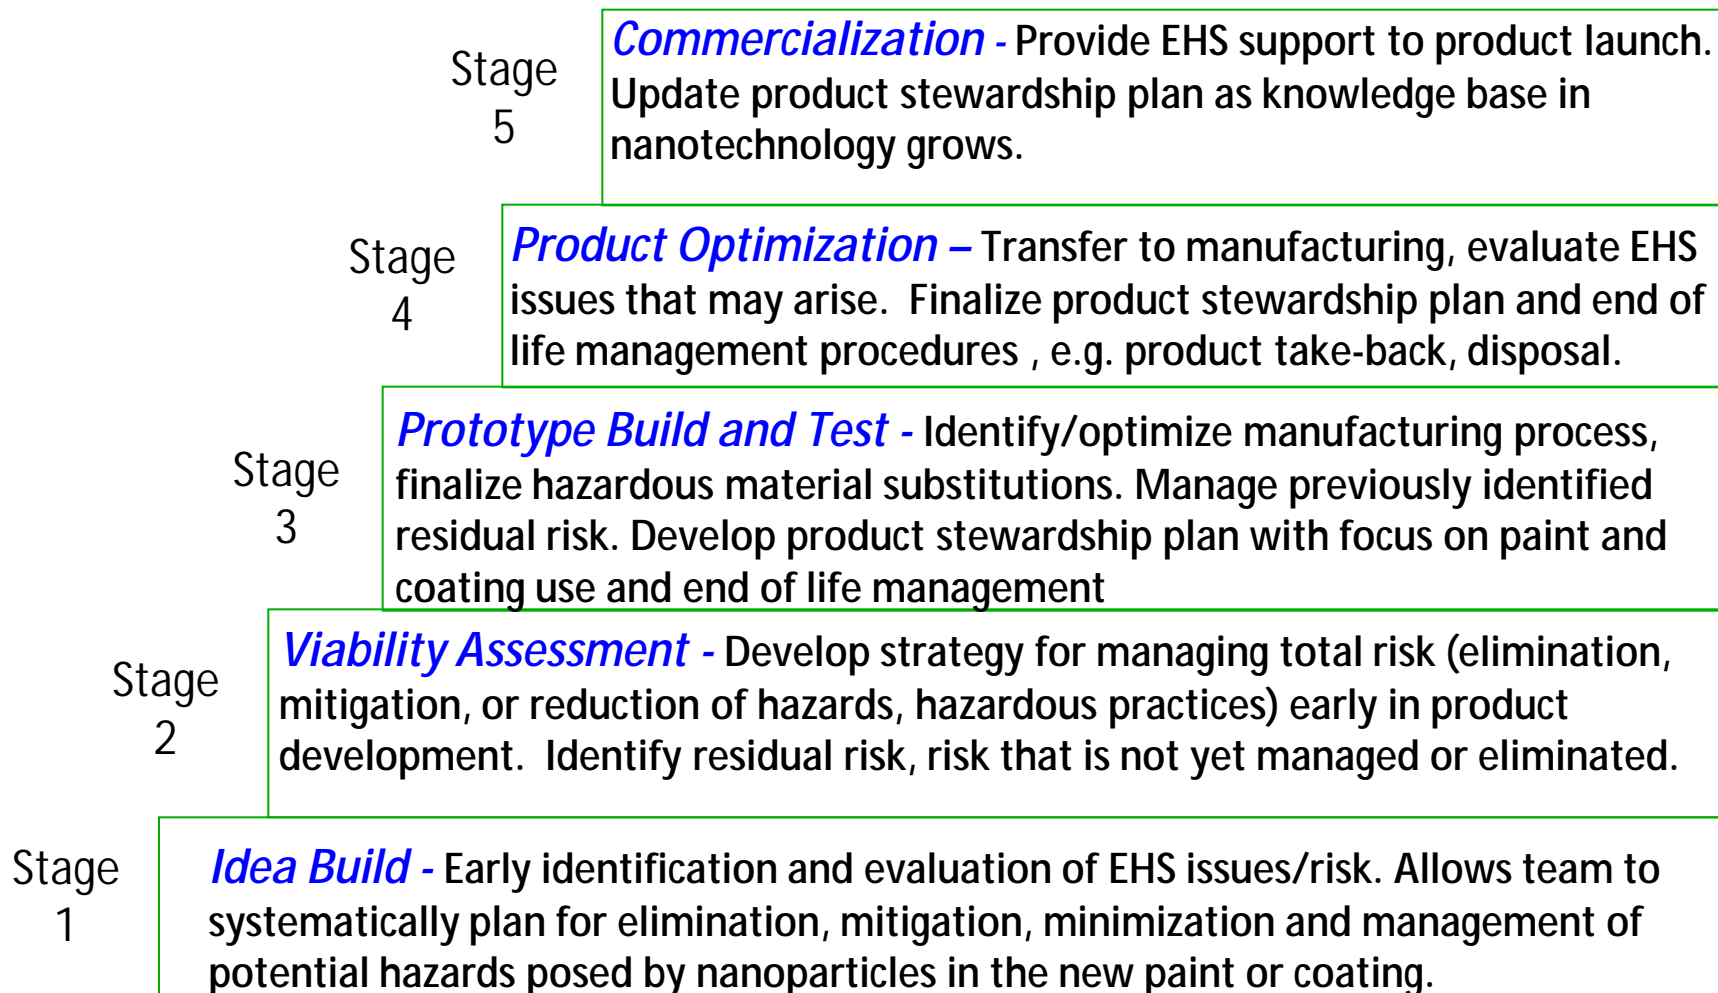 Stage
5
Commercialization - Provide EHS support to product launch.
Update product stewardship plan as knowledge base in
nanotechnology grows.
Stage
4
Product Optimization – Transfer to manufacturing, evaluate EHS
issues that may arise.  Finalize product stewardship plan and end of
life management procedures , e.g. product take-back, disposal.
Stage
3
Prototype Build and Test - Identify/optimize manufacturing process,
finalize hazardous material substitutions. Manage previously identified
residual risk. Develop product stewardship plan with focus on paint and
coating use and end of life management
Stage
2
Viability Assessment - Develop strategy for managing total risk (elimination,
mitigation, or reduction of hazards, hazardous practices) early in product
development.  Identify residual risk, risk that is not yet managed or eliminated.
Stage
1
Idea Build - Early identification and evaluation of EHS issues/risk. Allows team to
systematically plan for elimination, mitigation, minimization and management of
potential hazards posed by nanoparticles in the new paint or coating.